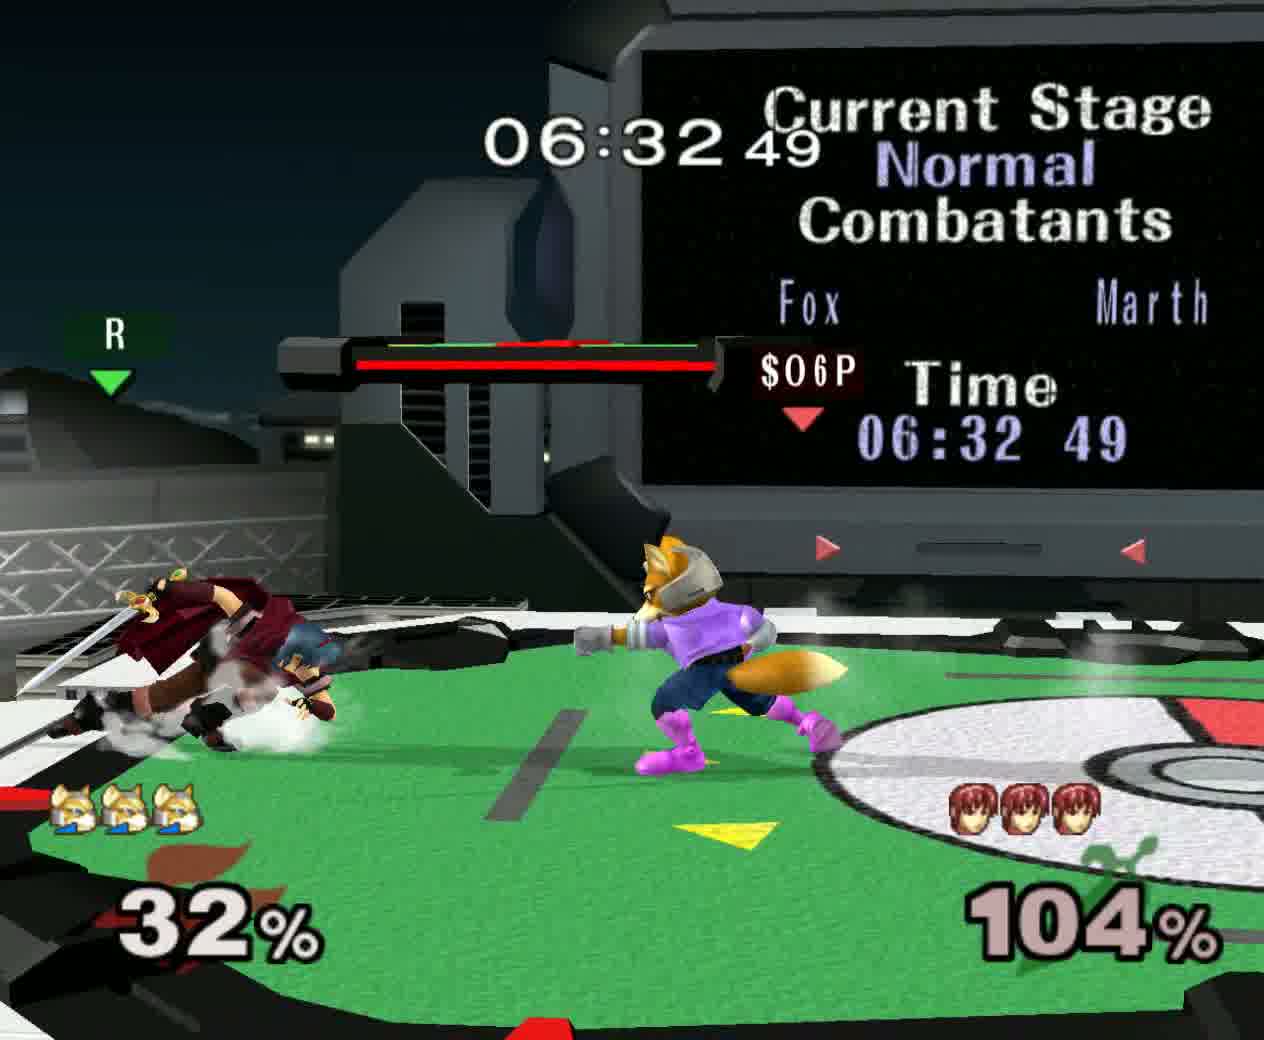 Current Stage
06:32 49
Normal
Combatants
Fox
Marth
R
$06P
Time
06:32 49
32%
104%